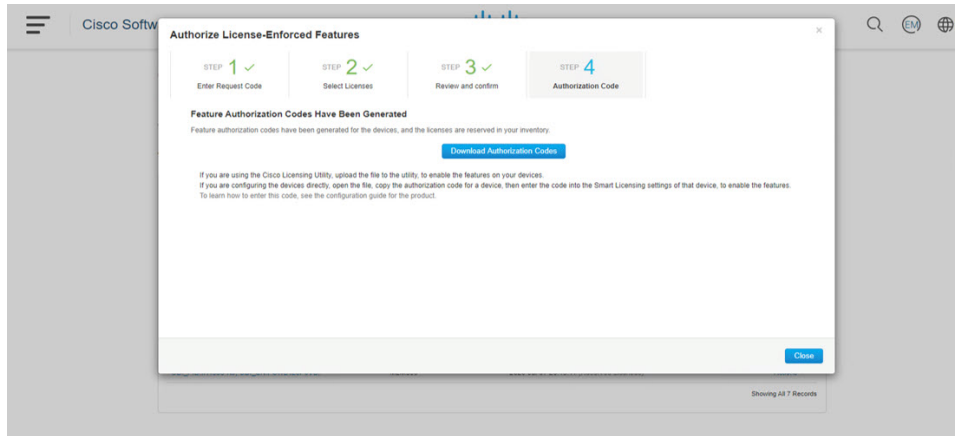 Cisco Softw
EM
Authorize License-Enforced Features
×
STEP 1 ✓
STEP 2 ✓
STEP 3 ✓
STEP 4
Enter Request Code
Select Licenses
Review and confirm
Authorization Code
Feature Authorization Codes Have Been Generated
Feature authorization codes have been generated for the devices, and the licenses are reserved in your inventory.
Download Authorization Codes
If you are using the Cisco Licensing Utility, upload the file to the utility, to enable the features on your devices.
If you are configuring the devices directly, open the file, copy the authorization code for a device, then enter the code into the Smart Licensing settings of that device, to enable the features.
To learn how to enter this code, see the configuration guide for the product.
Close
Showing All 7 Records